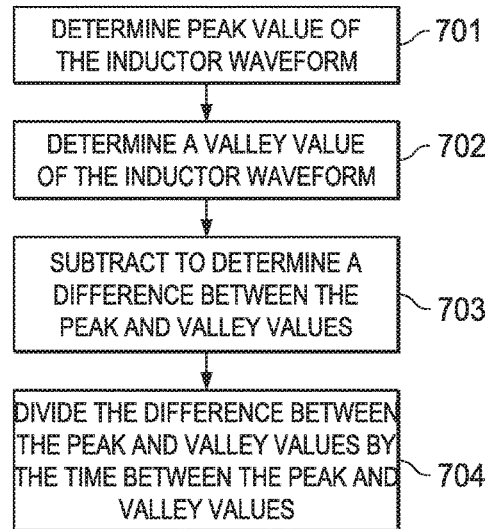 DETERMINE PEAK VALUE OF
THE INDUCTOR WAVEFORM
701
DETERMINE A VALLEY VALUE
OF THE INDUCTOR WAVEFORM
702
SUBTRACT TO DETERMINE A
DIFFERENCE BETWEEN THE
PEAK AND VALLEY VALUES
703
DIVIDE THE DIFFERENCE BETWEEN
THE PEAK AND VALLEY VALUES BY
THE TIME BETWEEN THE PEAK AND
VALLEY VALUES
704